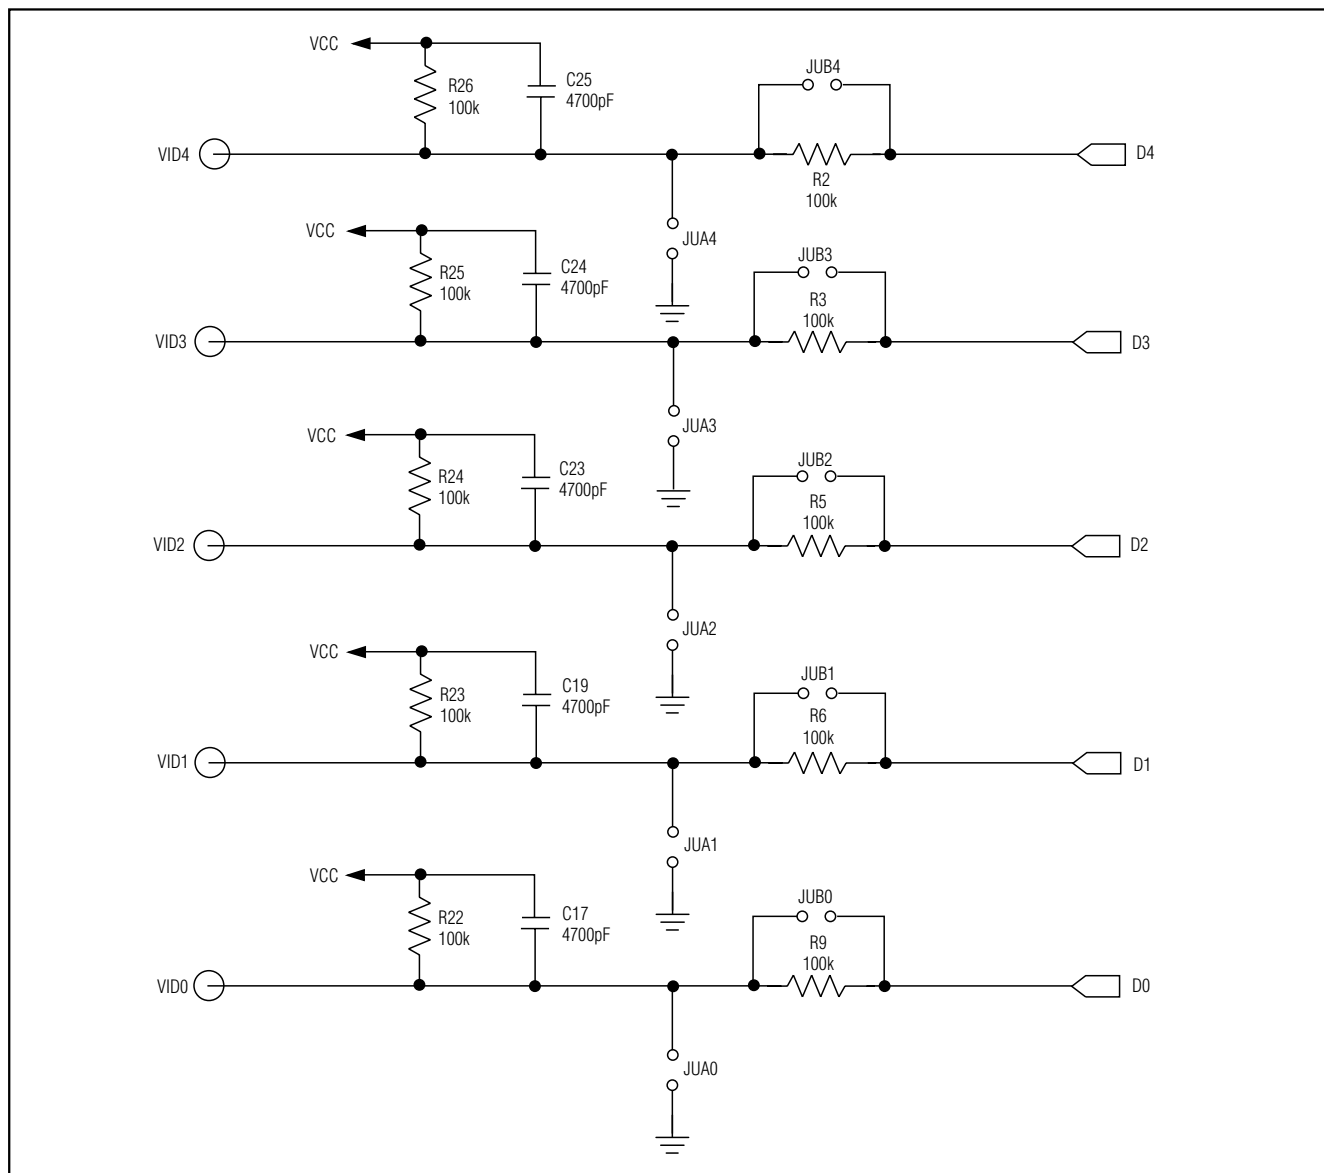 VCC
R26
100k
C25
4700pF
JUB4
VID4
R2
100k
D4
JUA4
VCC
R25
100k
C24
4700pF
JUB3
R3
100k
VID3
D3
JUA3
VCC
R24
100k
C23
4700pF
JUB2
R5
100k
VID2
D2
JUA2
VCC
R23
100k
C19
4700pF
JUB1
R6
100k
VID1
D1
JUA1
VCC
R22
100k
C17
4700pF
JUB0
R9
100k
VID0
D0
JUA0